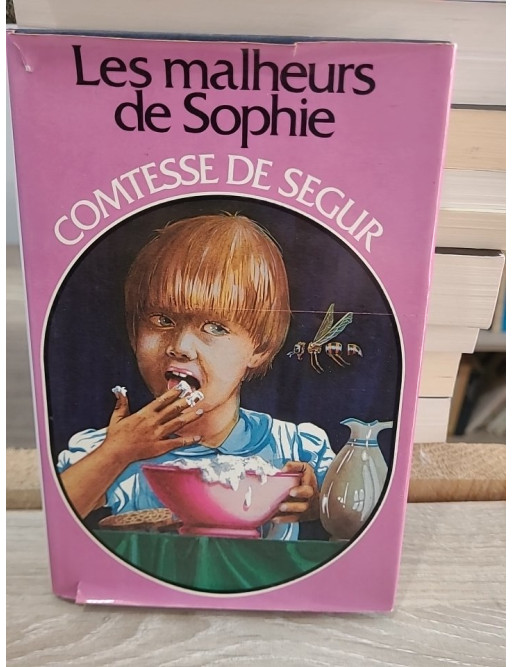 Les malheurs
de Sophie
COMTESSE DE SEGUR